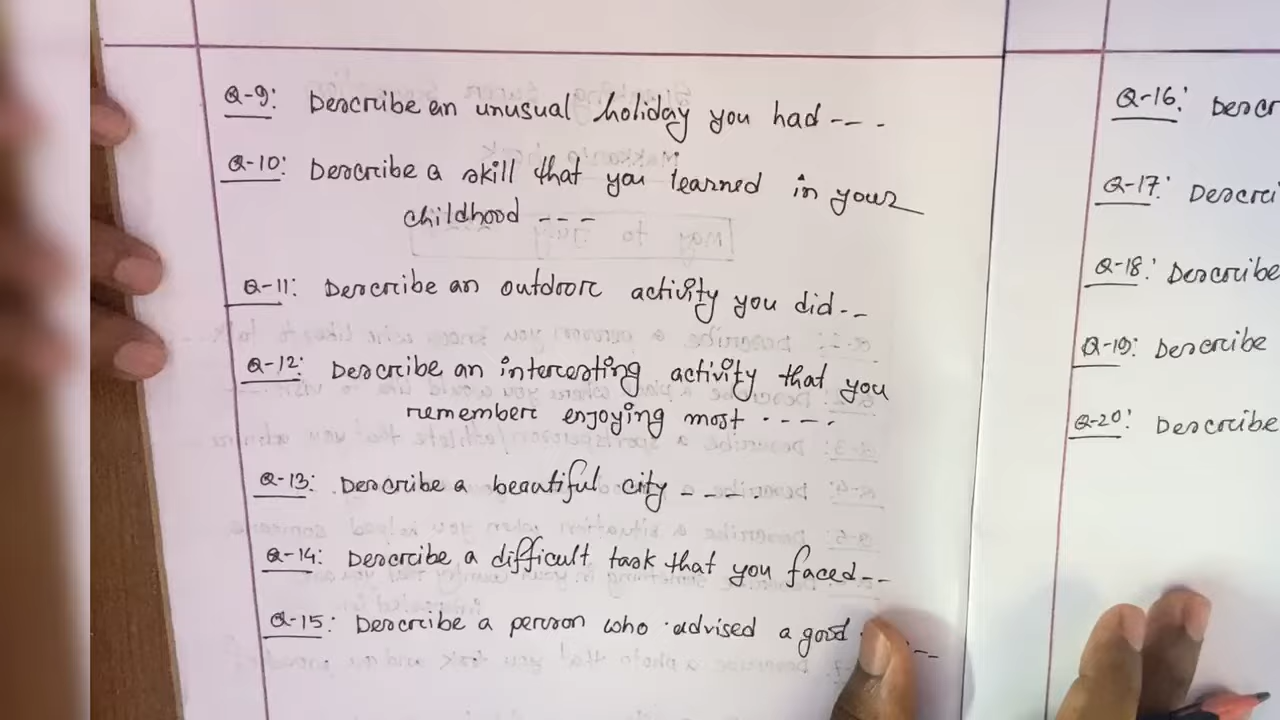 Q-9: Describe an unusual holiday you had ---
Q-10: Describe a skill that you learned in your
childhood ---
Q-11: Describe an outdoor activity you did--
Q-12: Describe an interesting activity that you
remember enjoying most ----.
Q-13: Describe a beautiful city ----.
Q-14: Describe a difficult task that you faced--
Q-15: Describe a person who advised a good
Q-16:
Q-17:
Q-18: Describe
Q-19: Describe
Q-20: Describe